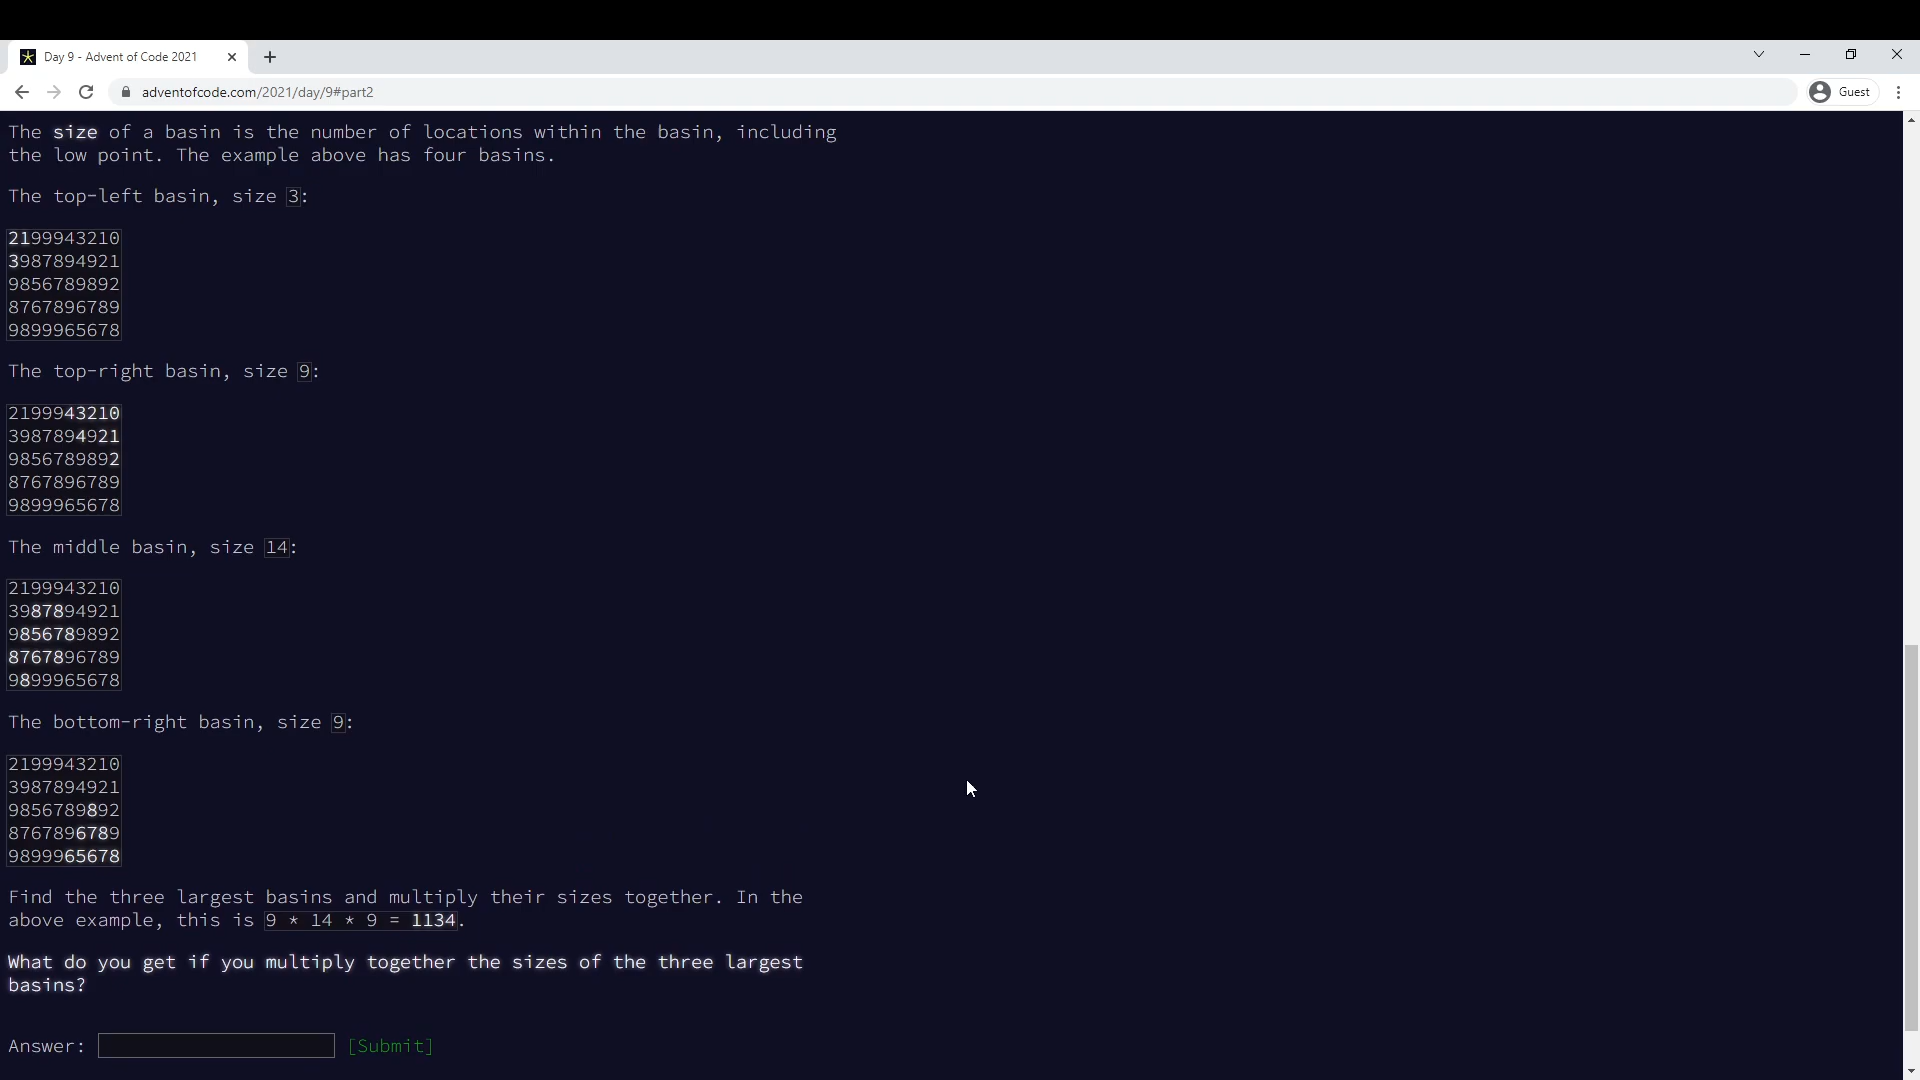 Day 9 - Advent of Code 2021
adventofcode.com/2021/day/9#part2
Guest
The size of a basin is the number of locations within the basin, including
the low point. The example above has four basins.
The top-left basin, size 3:
2199943210
3987894921
9856789892
8767896789
9899965678
The top-right basin, size 9:
2199943210
3987894921
9856789892
8767896789
9899965678
The middle basin, size 14:
2199943210
3987894921
9856789892
8767896789
9899965678
The bottom-right basin, size 9:
2199943210
3987894921
9856789892
8767896789
9899965678
Find the three largest basins and multiply their sizes together. In the
above example, this is 9 * 14 * 9 = 1134.
What do you get if you multiply together the sizes of the three largest
basins?
Answer: [Submit]